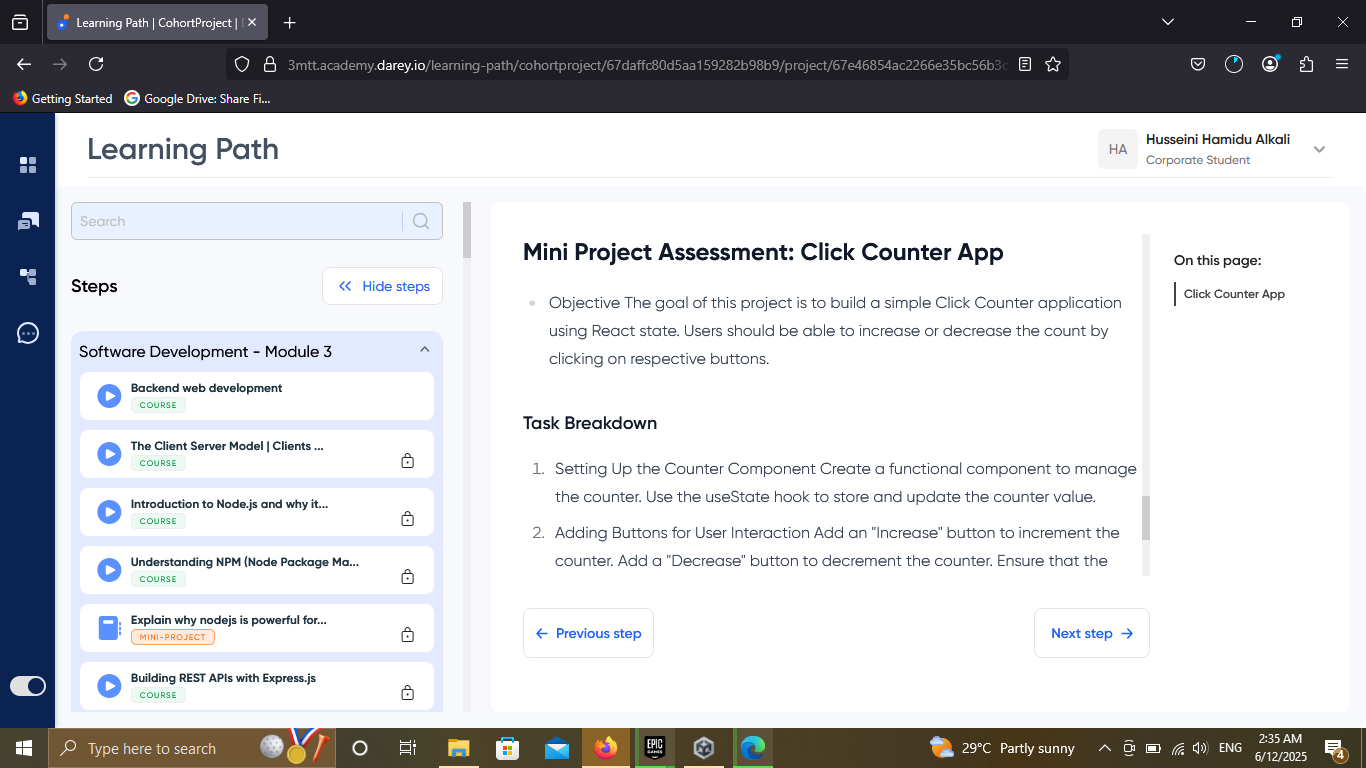 Learning Path | CohortProject |
3mtt.academy.darey.io/learning-path/cohortproject/67daffc80d5aa159282b98b9/project/67e46854ac2266e35bc56b3c
Getting Started
Google Drive: Share Fi...
Learning Path
HA
Husseini Hamidu Alkali
Corporate Student
Search
Steps
Hide steps
Software Development - Module 3
Backend web development
COURSE
The Client Server Model | Clients ...
COURSE
Introduction to Node.js and why it...
COURSE
Understanding NPM (Node Package Ma...
COURSE
Explain why nodejs is powerful for...
MINI-PROJECT
Building REST APIs with Express.js
COURSE
Mini Project Assessment: Click Counter App
Objective The goal of this project is to build a simple Click Counter application
using React state. Users should be able to increase or decrease the count by
clicking on respective buttons.
Task Breakdown
1. Setting Up the Counter Component Create a functional component to manage
the counter. Use the useState hook to store and update the counter value.
2. Adding Buttons for User Interaction Add an "Increase" button to increment the
counter. Add a "Decrease" button to decrement the counter. Ensure that the
Previous step
Next step
On this page:
Click Counter App
Type here to search
EPIC
GAMES
29°C Partly sunny
ENG
2:35 AM
6/12/2025
4